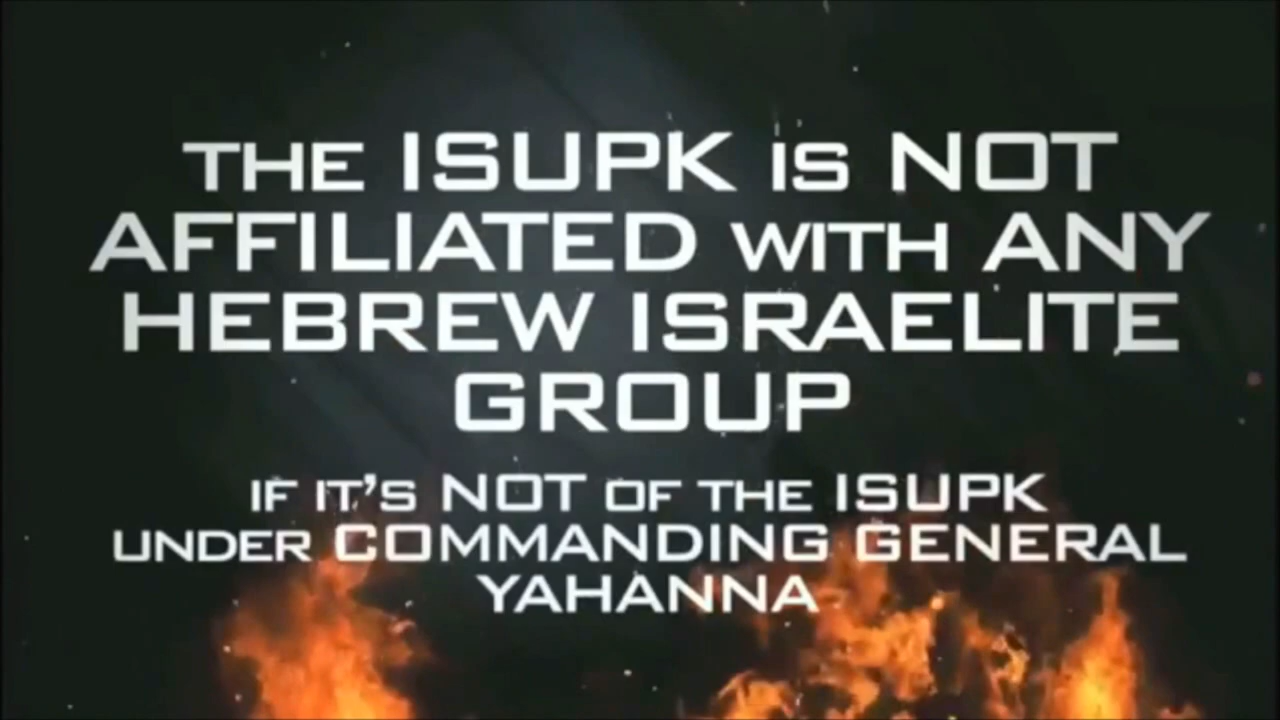 THE ISUPK IS NOT
AFFILIATED WITH ANY
HEBREW ISRAELITE
GROUP
IF IT'S NOT OF THE ISUPK
UNDER COMMANDING GENERAL
YAHANNA